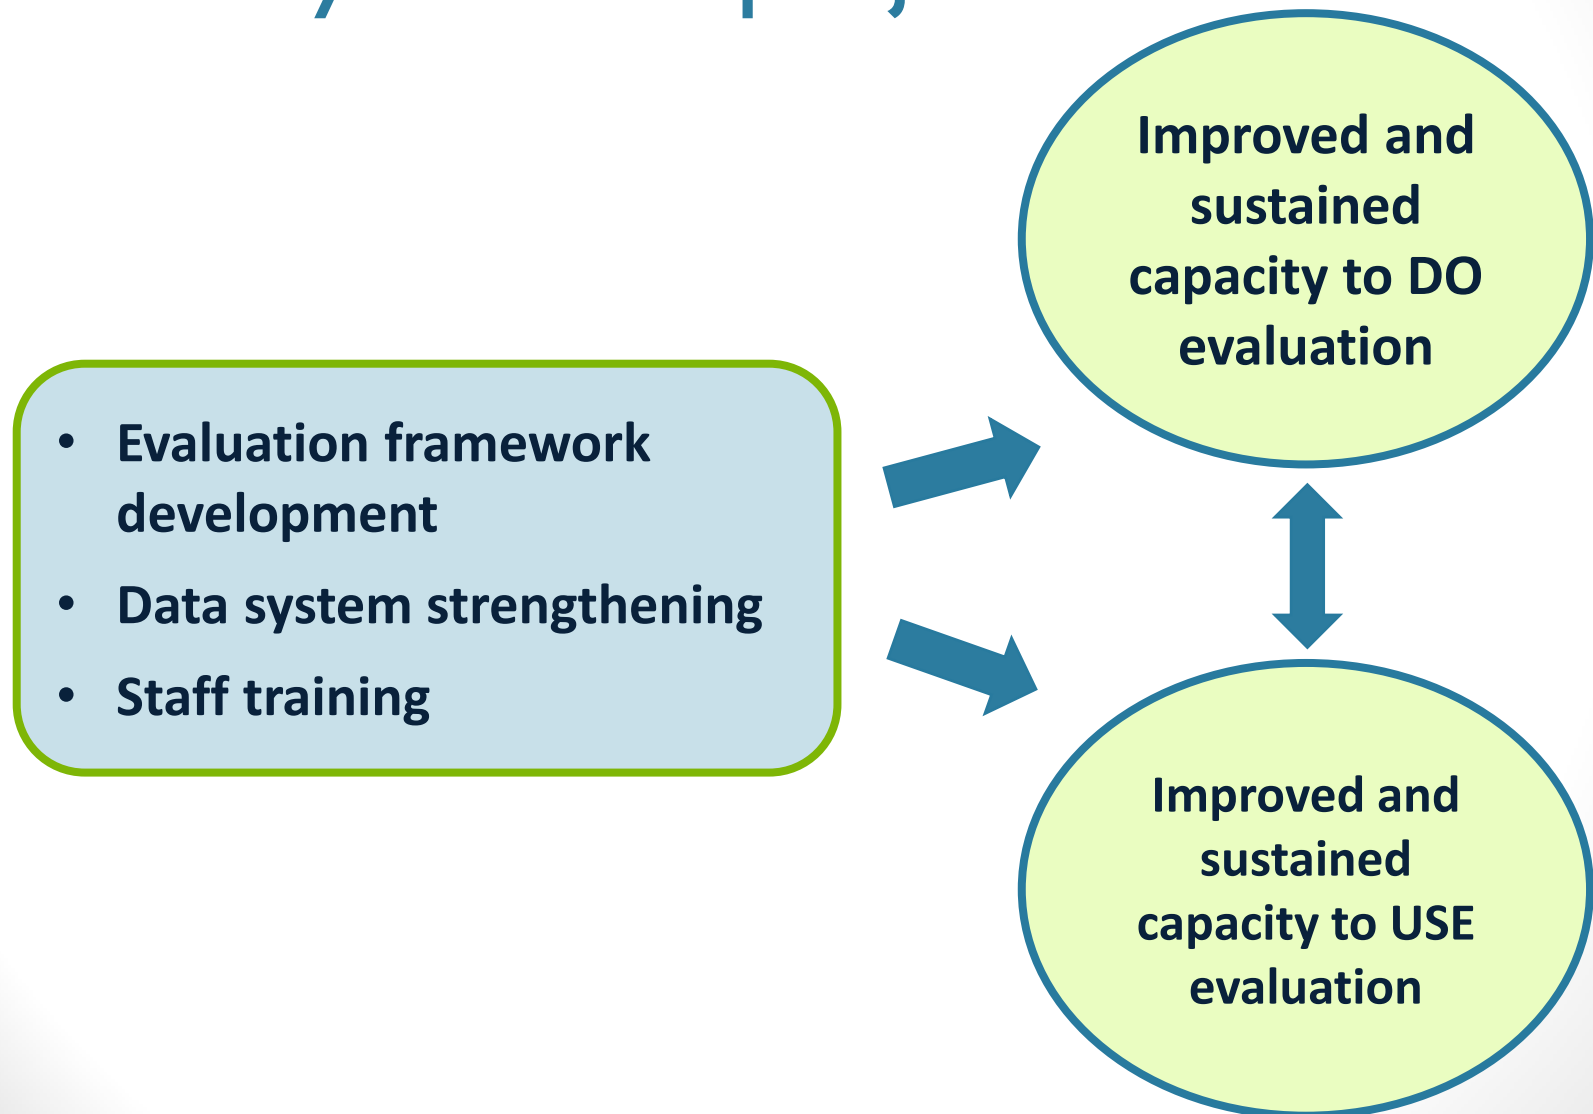 • Evaluation framework
development
• Data system strengthening
• Staff training
Improved and
sustained
capacity to DO
evaluation
Improved and
sustained
capacity to USE
evaluation